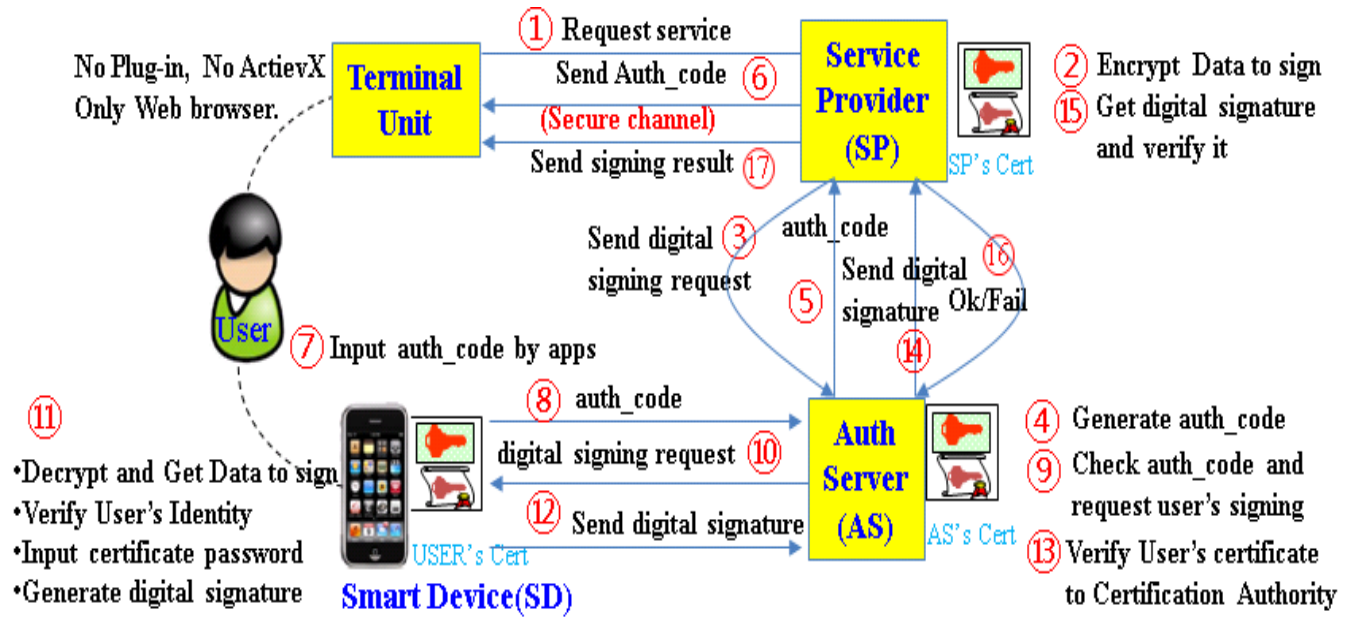 ① Request service
Send Auth_code ⑥
(Secure channel)
Send signing result ⑰
No Plug-in, No ActievX
Only Web browser.
Terminal
Unit
Service
Provider
(SP)
SP's Cert
② Encrypt Data to sign
⑮ Get digital signature
and verify it
Send digital ③
signing request
auth_code
⑤
Send digital
signature
⑭
⑯
Ok/Fail
User
⑦ Input auth_code by apps
⑧ auth_code
digital signing request ⑩
⑫ Send digital signature
USER's Cert
Smart Device(SD)
⑪
•Decrypt and Get Data to sign
•Verify User's Identity
•Input certificate password
•Generate digital signature
Auth
Server
(AS)
AS's Cert
④ Generate auth_code
⑨ Check auth_code and
request user's signing
⑬ Verify User's certificate
to Certification Authority